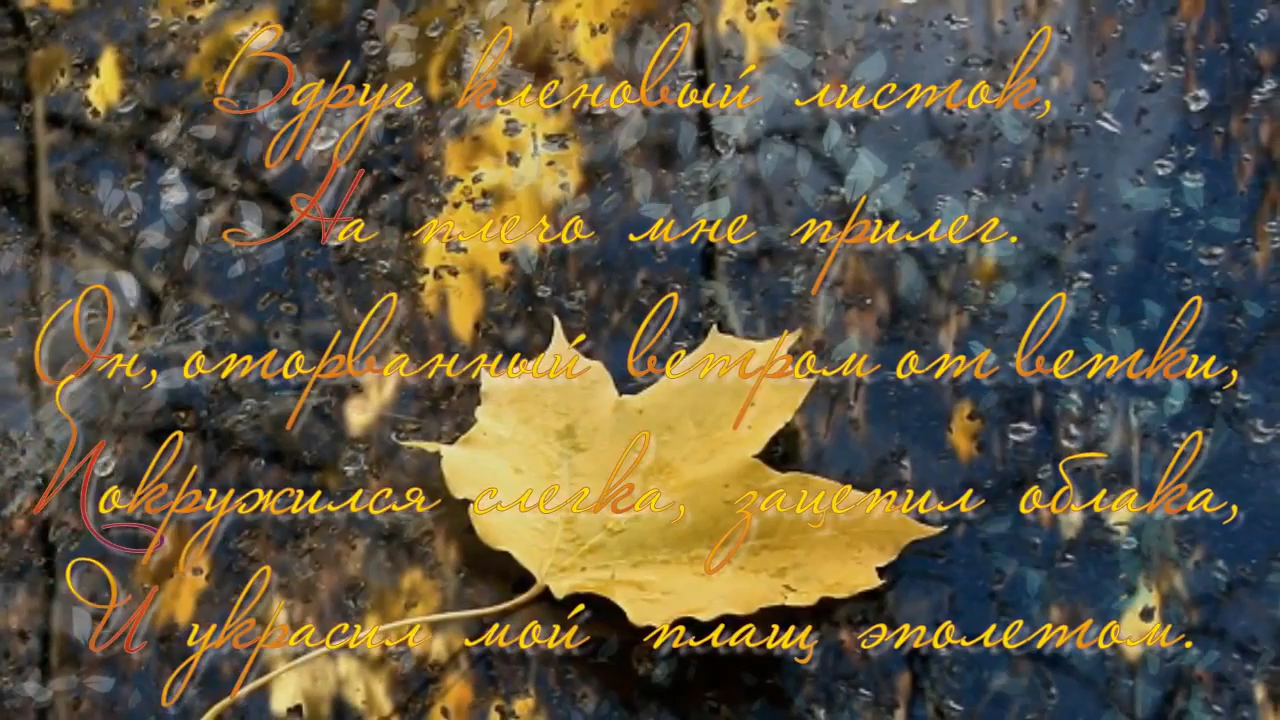 Вдруг кленовый листок,
На плечо мне прилег.
Он, оторванный ветром от ветки,
Покружился слегка, зацепил облака,
И украсил мой плащ эполетом.